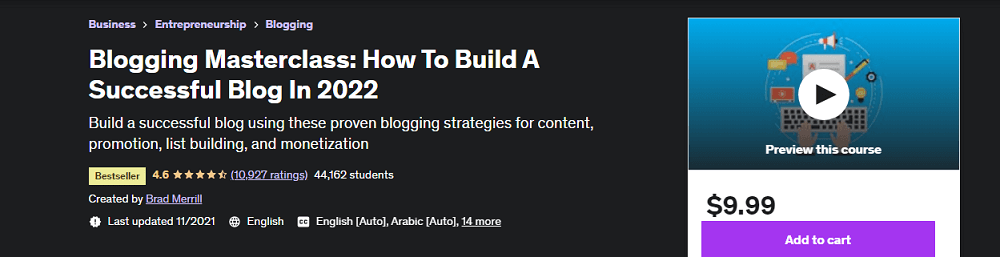 Business > Entrepreneurship > Blogging
Blogging Masterclass: How To Build A
Successful Blog In 2022
Build a successful blog using these proven blogging strategies for content,
promotion, list building, and monetization
Bestseller 4.6 (10,927 ratings) 44,162 students
Created by Brad Merrill
Last updated 11/2021 English CC English [Auto], Arabic [Auto], 14 more
Preview this course
$9.99
Add to cart